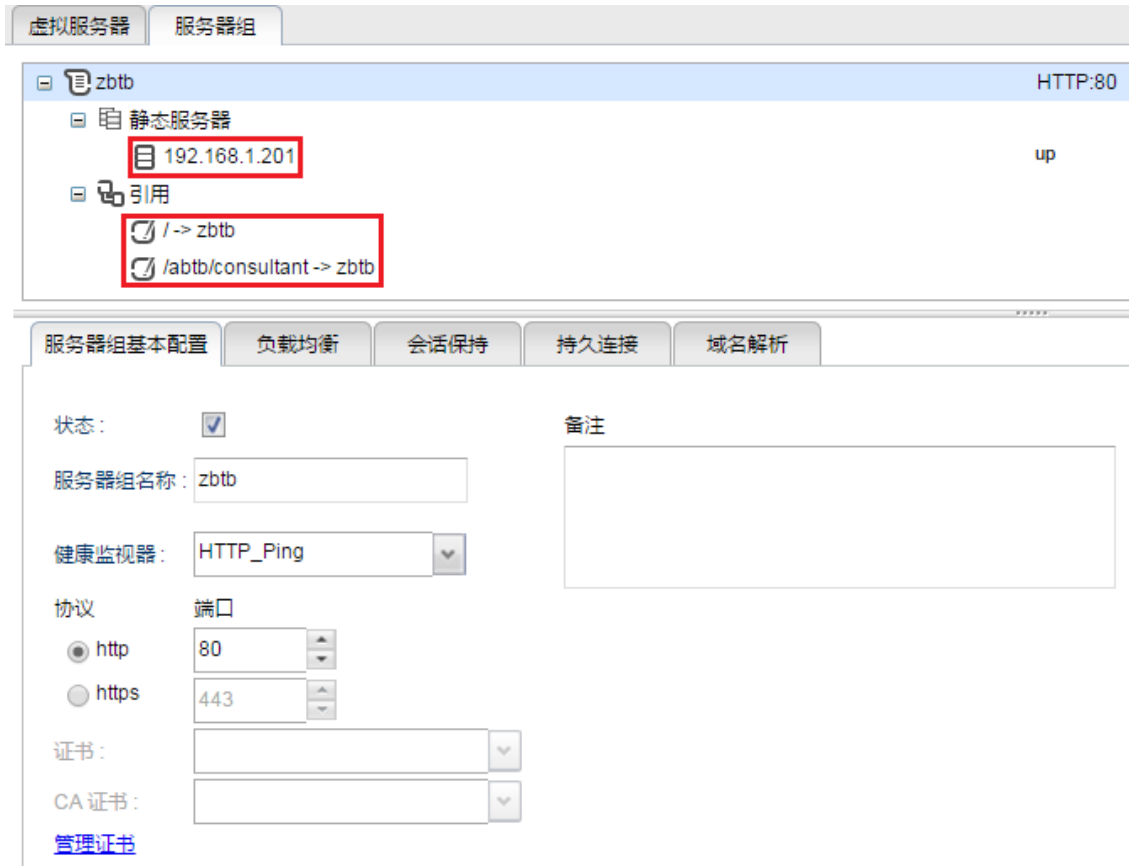 虚拟服务器 服务器组
zbtb HTTP:80
静态服务器
192.168.1.201 up
引用
/ -> zbtb
/abtb/consultant -> zbtb
服务器组基本配置 负载均衡 会话保持 持久连接 域名解析
状态 : 备注
服务器组名称 : zbtb
健康监视器 : HTTP_Ping
协议 端口
http 80
https 443
证书 :
CA 证书 :
管理证书